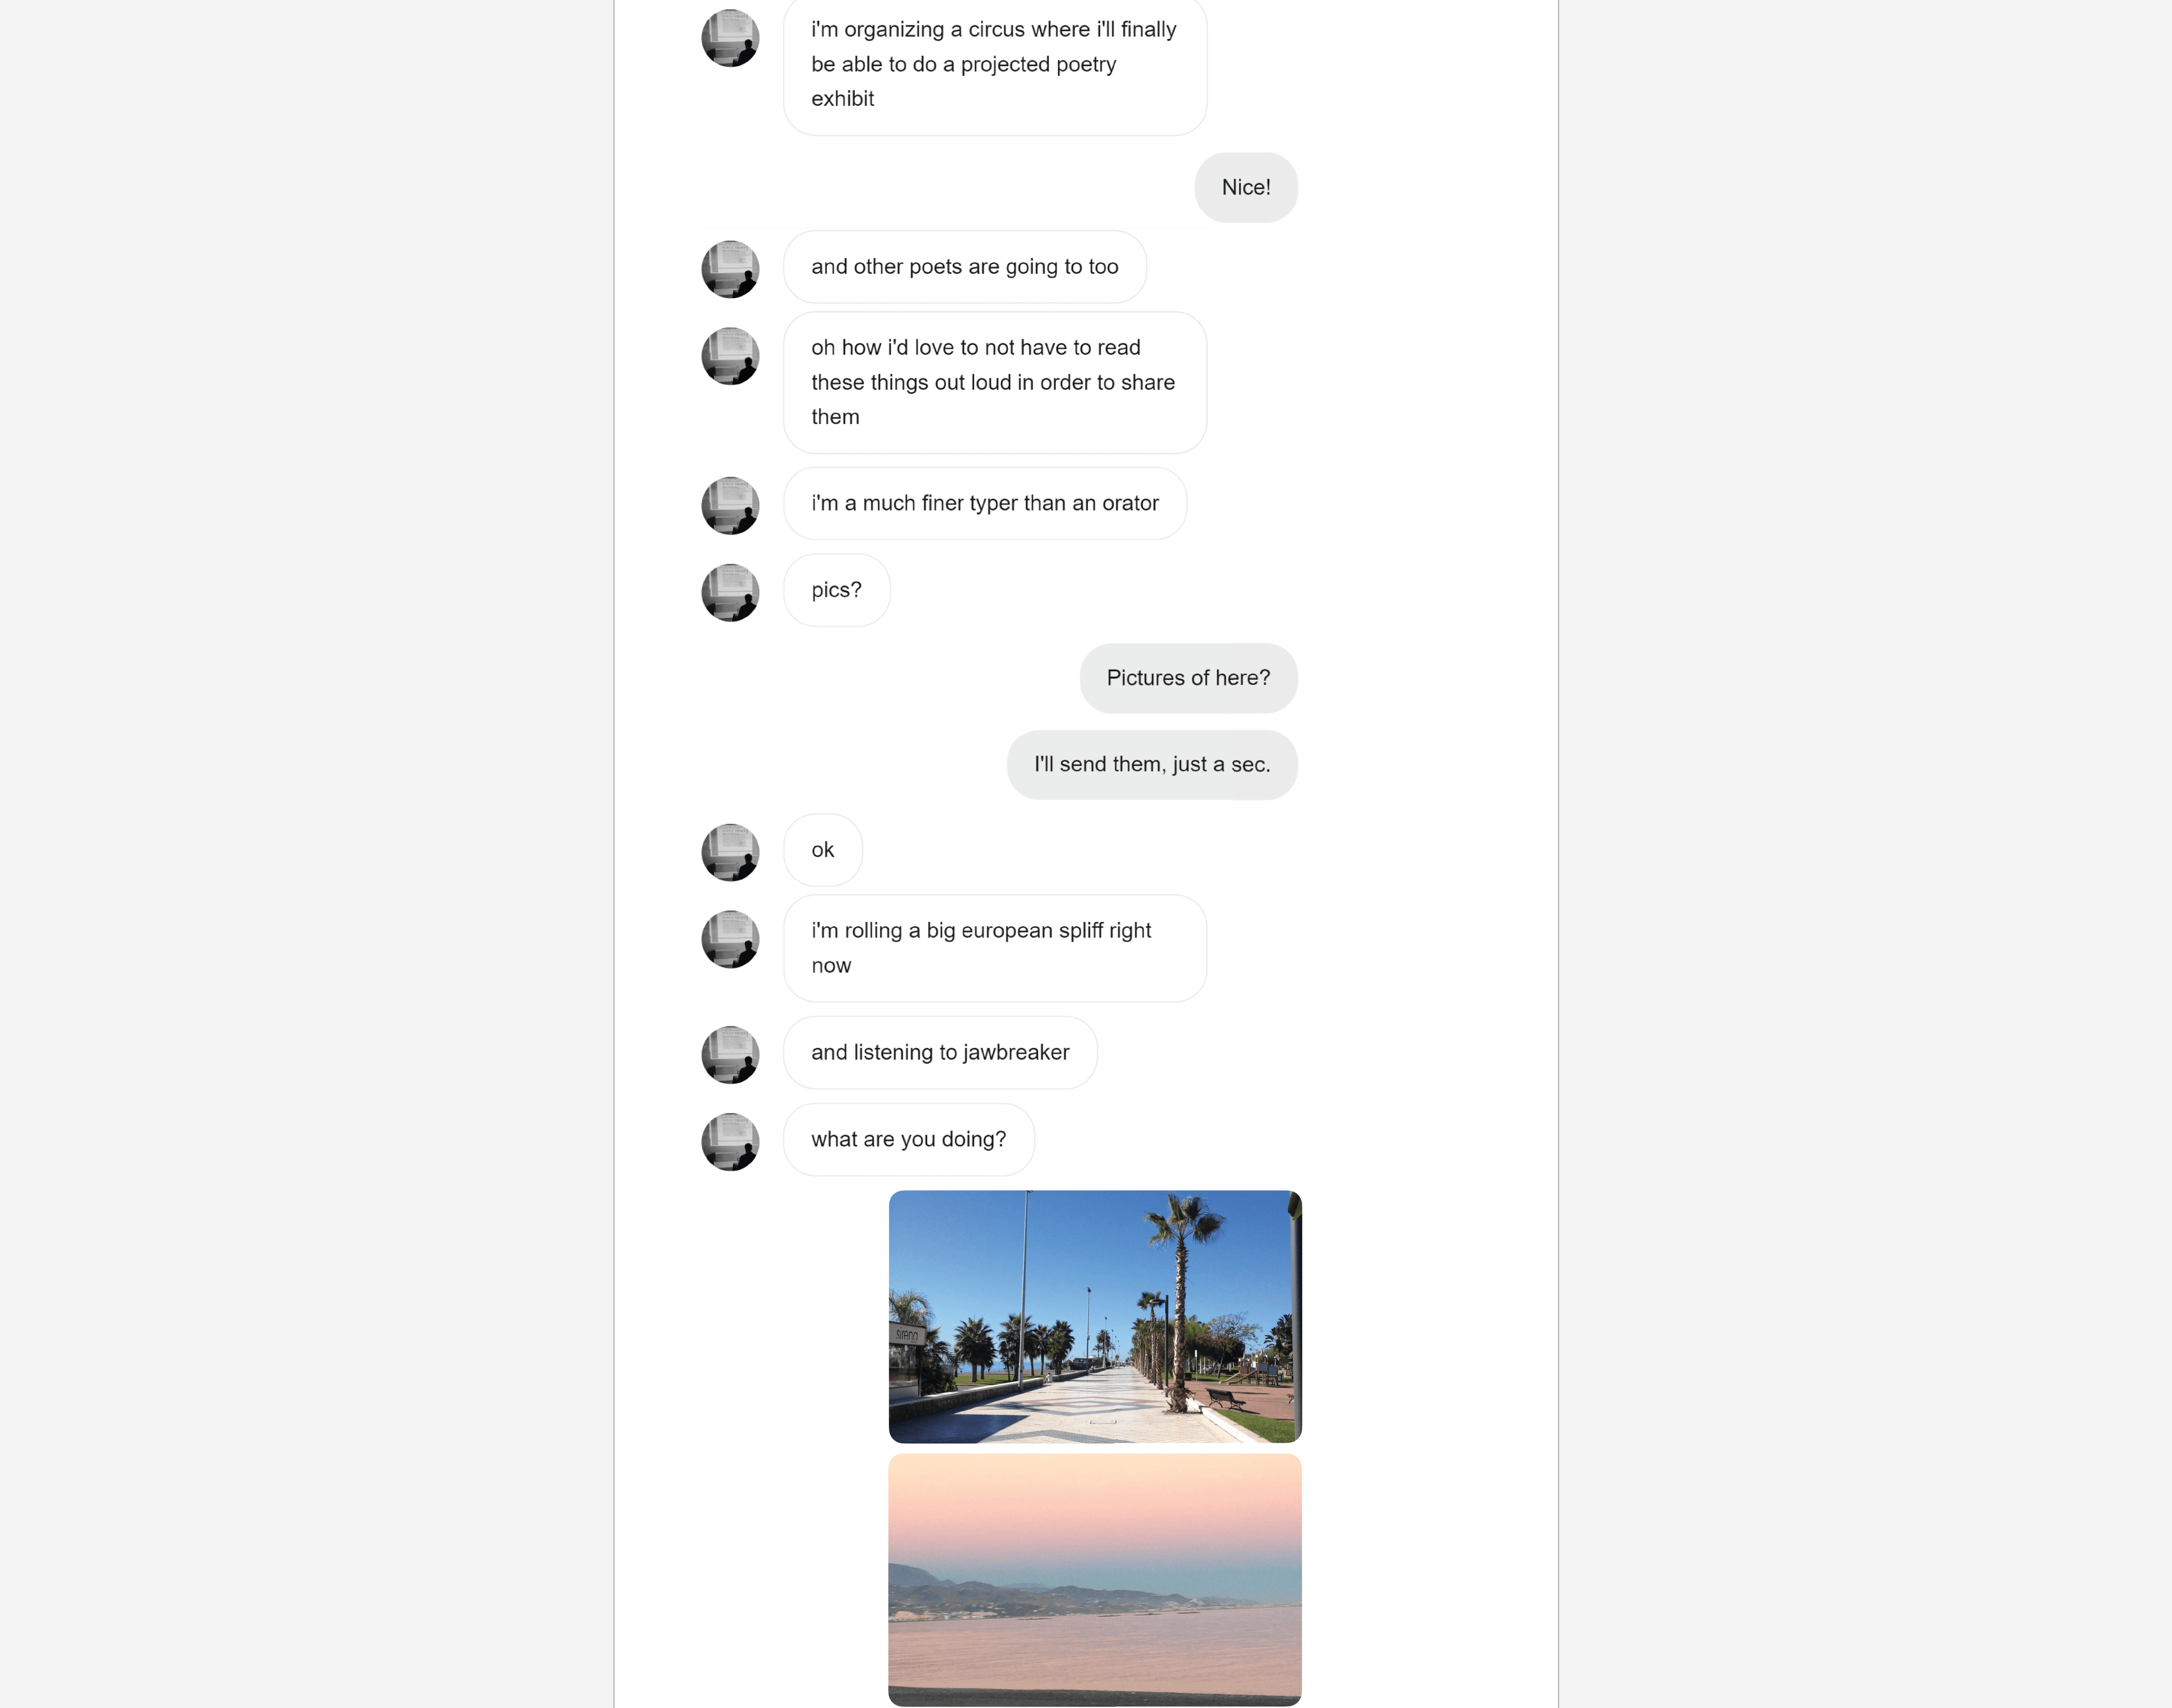 i'm organizing a circus where i'll finally
be able to do a projected poetry
exhibit
Nice!
and other poets are going to too
oh how i'd love to not have to read
these things out loud in order to share
them
i'm a much finer typer than an orator
pics?
Pictures of here?
I'll send them, just a sec.
ok
i'm rolling a big european spliff right
now
and listening to jawbreaker
what are you doing?
sirena